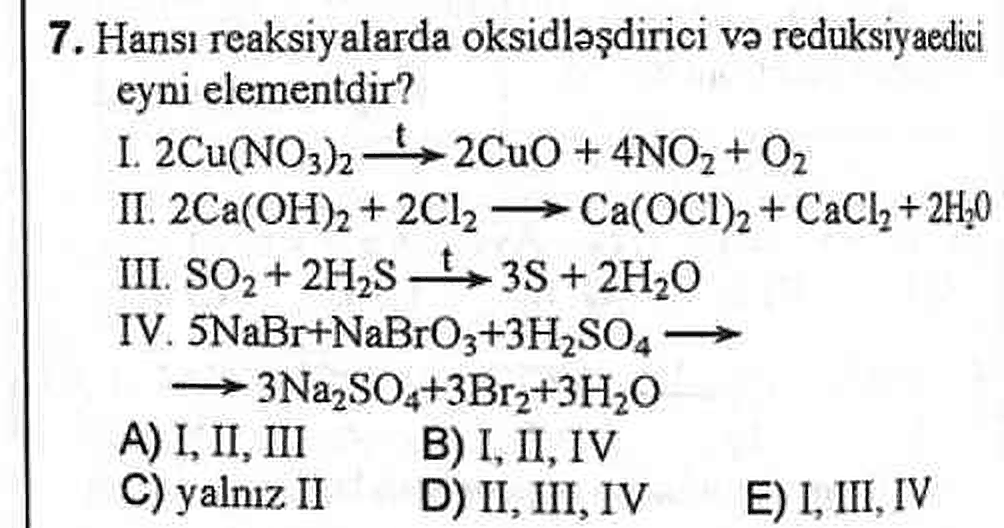 7. Hansı reaksiyalarda oksidləşdirici və reduksiyaedici
eyni elementdir?
I. 2Cu(NO₃)₂ —t→ 2CuO + 4NO₂ + O₂
II. 2Ca(OH)₂ + 2Cl₂ ⟶ Ca(OCl)₂ + CaCl₂ + 2H₂O
III. SO₂ + 2H₂S —t→ 3S + 2H₂O
IV. 5NaBr+NaBrO₃+3H₂SO₄ ⟶
⟶ 3Na₂SO₄+3Br₂+3H₂O
A) I, II, III B) I, II, IV
C) yalnız II D) II, III, IV E) I, III, IV